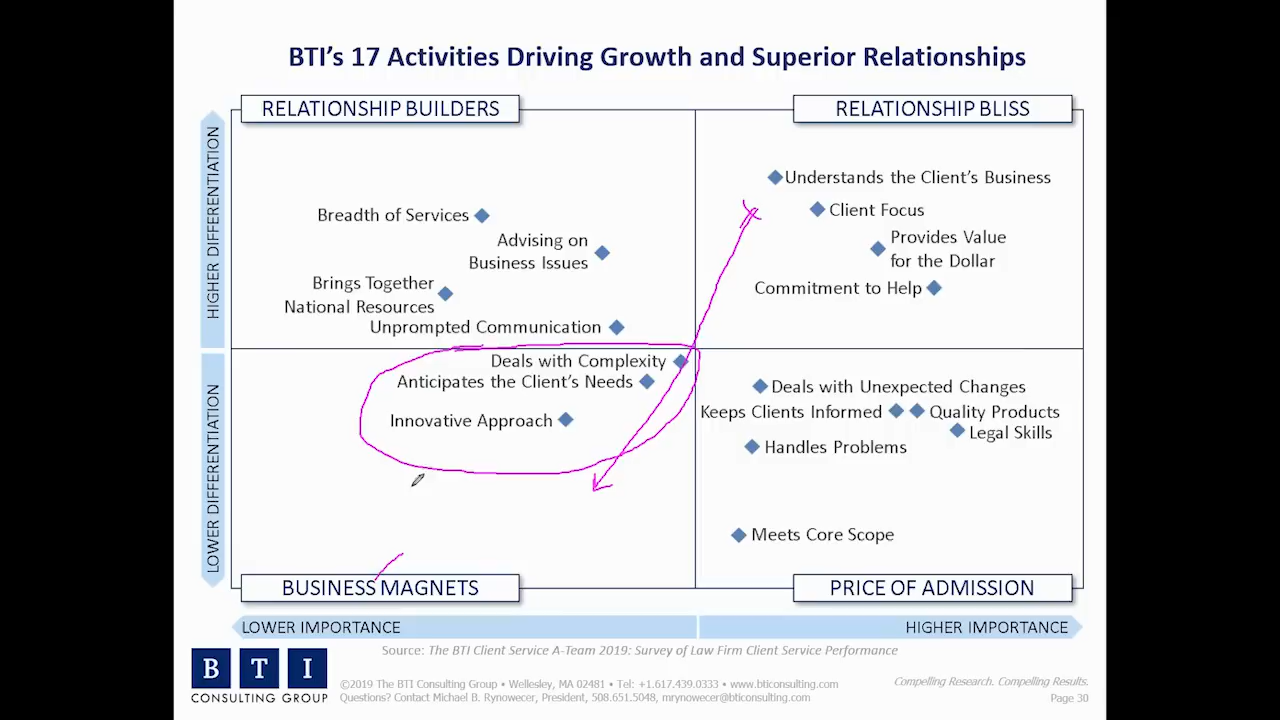 BTI's 17 Activities Driving Growth and Superior Relationships
RELATIONSHIP BUILDERS
RELATIONSHIP BLISS
HIGHER DIFFERENTIATION
Understands the Client's Business
Breadth of Services
Client Focus
Advising on
Business Issues
Provides Value
for the Dollar
Brings Together
National Resources
Commitment to Help
Unprompted Communication
LOWER DIFFERENTIATION
Deals with Complexity
Anticipates the Client's Needs
Innovative Approach
Deals with Unexpected Changes
Keeps Clients Informed
Quality Products
Legal Skills
Handles Problems
Meets Core Scope
BUSINESS MAGNETS
PRICE OF ADMISSION
LOWER IMPORTANCE
HIGHER IMPORTANCE
Source: The BTI Client Service A-Team 2019: Survey of Law Firm Client Service Performance
B T I
CONSULTING GROUP
©2019 The BTI Consulting Group • Wellesley, MA 02481 • Tel: +1.617.439.0333 • www.bticonsulting.com
Questions? Contact Michael B. Rynowecer, President, 508.651.5048, mrynowecer@bticonsulting.com
Compelling Research. Compelling Results.
Page 30